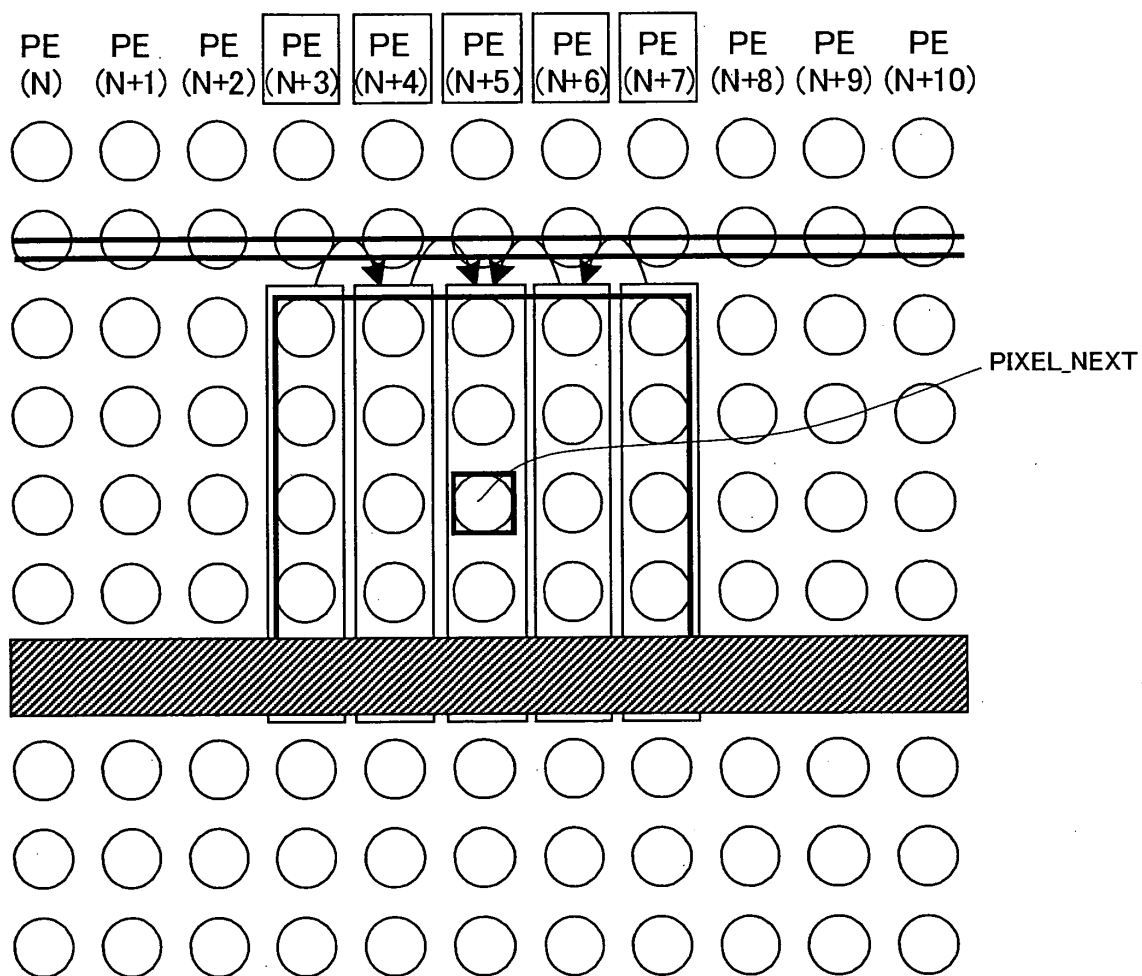 PE PE PE PE PE PE PE PE PE PE PE
(N) (N+1) (N+2) (N+3) (N+4) (N+5) (N+6) (N+7) (N+8) (N+9) (N+10)
PIXEL_NEXT